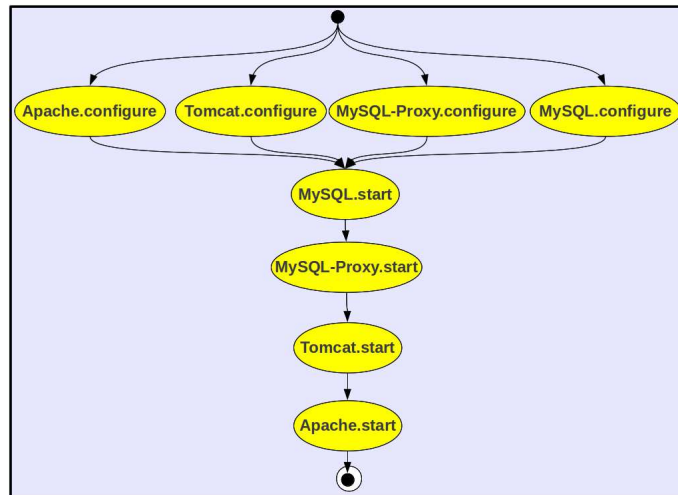 Apache.configure
Tomcat.configure
MySQL-Proxy.configure
MySQL.configure
MySQL.start
MySQL-Proxy.start
Tomcat.start
Apache.start